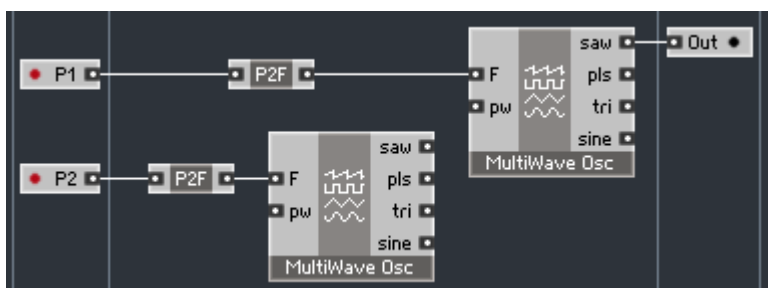 saw Out
P1 P2F F pls
pw tri
sine
MultiWave Osc
saw
P2 P2F F pls
pw tri
sine
MultiWave Osc